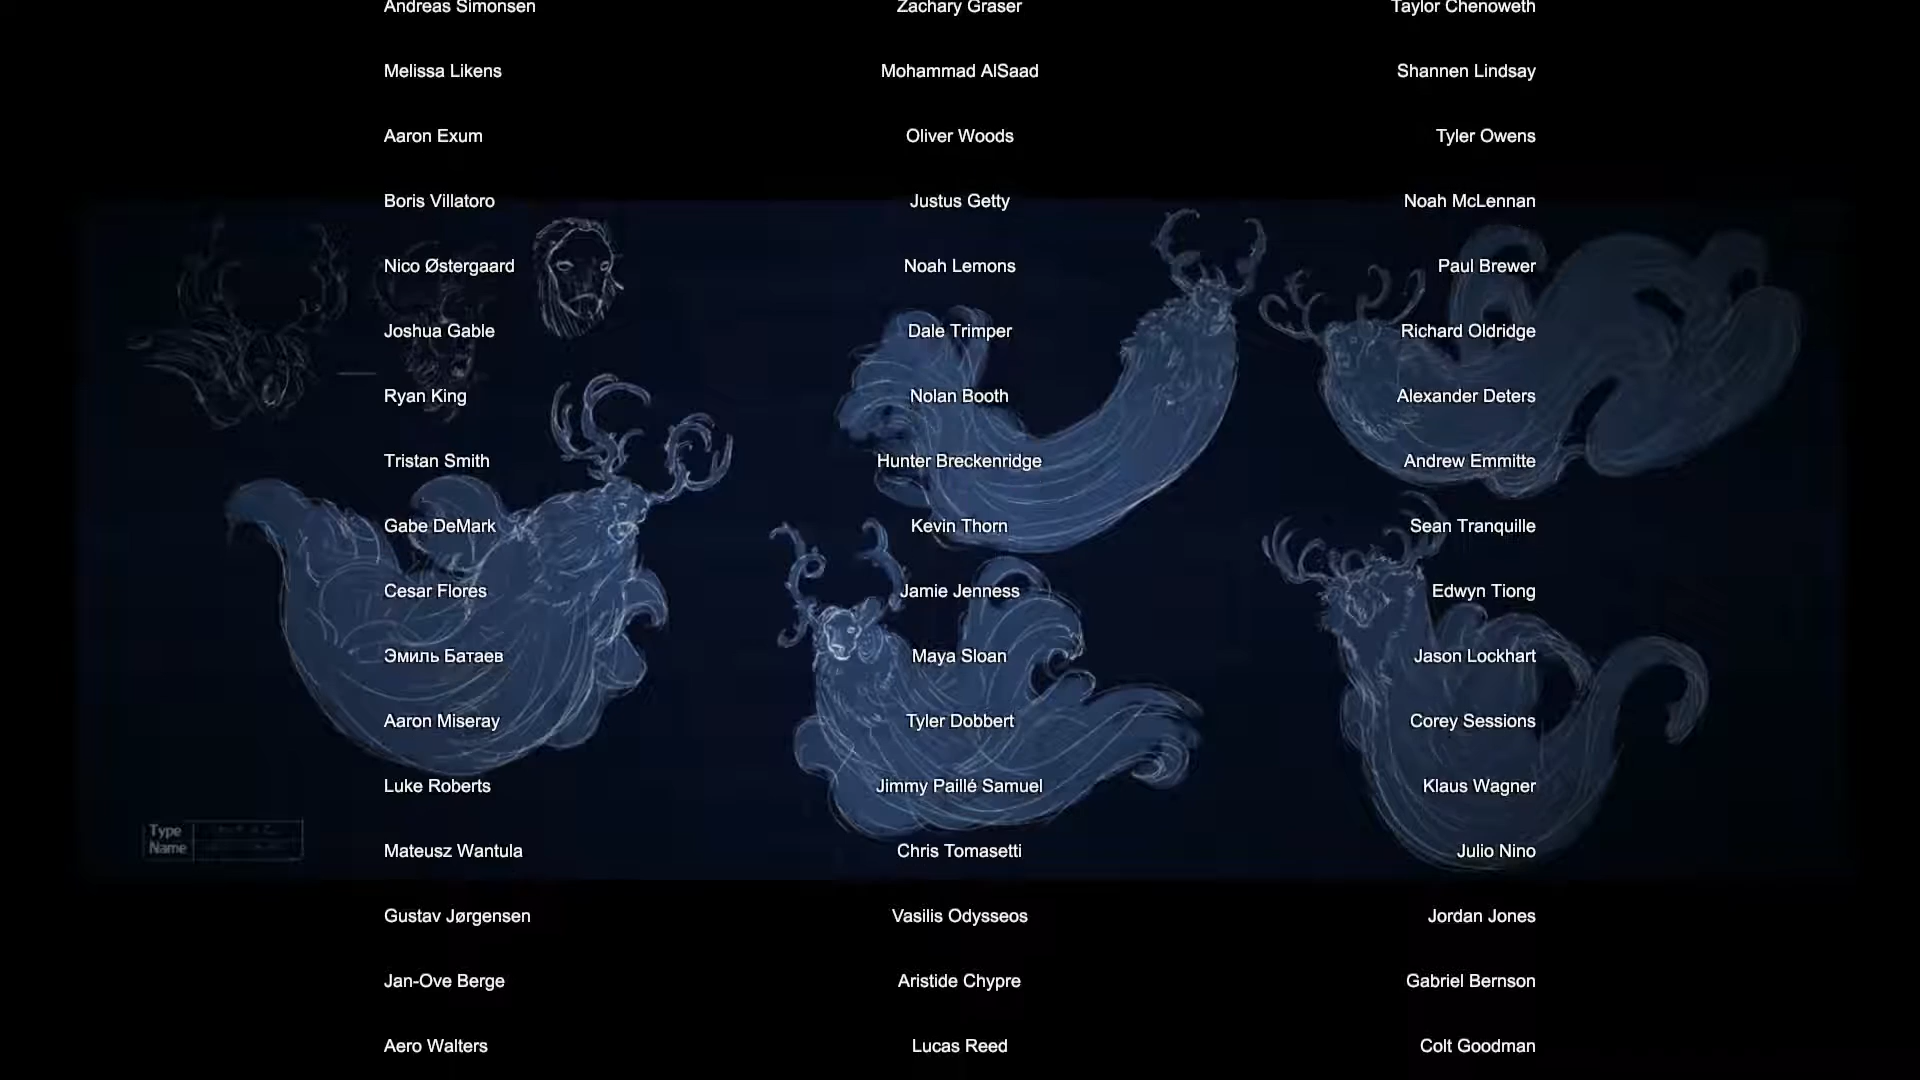 Andreas Simonsen Zachary Graser Taylor Chenoweth
Melissa Likens Mohammad AlSaad Shannen Lindsay
Aaron Exum Oliver Woods Tyler Owens
Boris Villatoro Justus Getty Noah McLennan
Nico Østergaard Noah Lemons Paul Brewer
Joshua Gable Dale Trimper Richard Oldridge
Ryan King Nolan Booth Alexander Deters
Tristan Smith Hunter Breckenridge Andrew Emmitte
Gabe DeMark Kevin Thorn Sean Tranquille
Cesar Flores Jamie Jenness Edwyn Tiong
Эмиль Батаев Maya Sloan Jason Lockhart
Aaron Miseray Tyler Dobbert Corey Sessions
Luke Roberts Jimmy Paillé Samuel Klaus Wagner
Type
Name
Mateusz Wantula Chris Tomasetti Julio Nino
Gustav Jørgensen Vasilis Odysseos Jordan Jones
Jan-Ove Berge Aristide Chypre Gabriel Bernson
Aero Walters Lucas Reed Colt Goodman